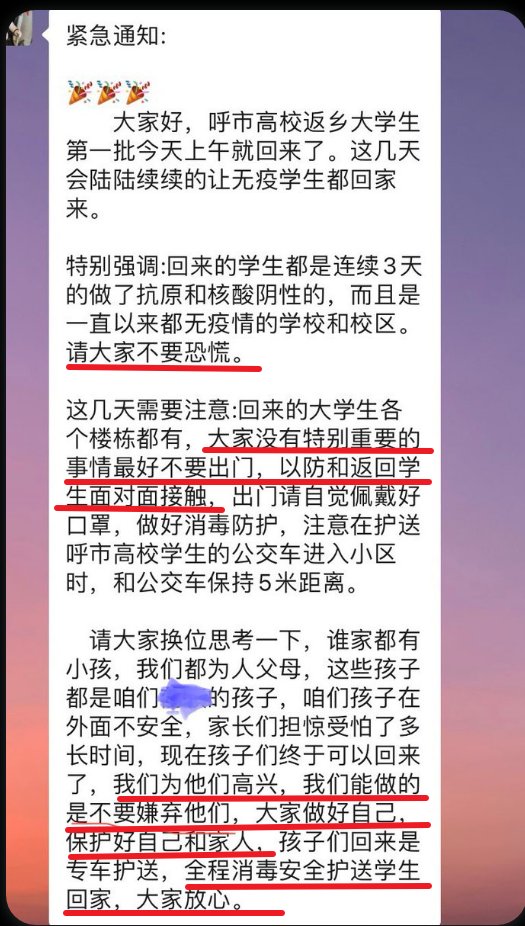 紧急通知:
🎉🎉🎉
大家好，呼市高校返乡大学生
第一批今天上午就回来了。这几天
会陆陆续续的让无疫学生都回家
来。
特别强调:回来的学生都是连续3天
的做了抗原和核酸阴性的，而且是
一直以来都无疫情的学校和校区。
请大家不要恐慌。
这几天需要注意:回来的大学生各
个楼栋都有，大家没有特别重要的
事情最好不要出门，以防和返回学
生面对面接触，出门请自觉佩戴好
口罩，做好消毒防护，注意在护送
呼市高校学生的公交车进入小区
时，和公交车保持5米距离。
请大家换位思考一下，谁家都有
小孩，我们都为人父母，这些孩子
都是咱们的孩子，咱们孩子在
外面不安全，家长们担惊受怕了多
长时间，现在孩子们终于可以回来
了，我们为他们高兴，我们能做的
是不要嫌弃他们，大家做好自己，
保护好自己和家人，孩子们回来是
专车护送，全程消毒安全护送学生
回家，大家放心。